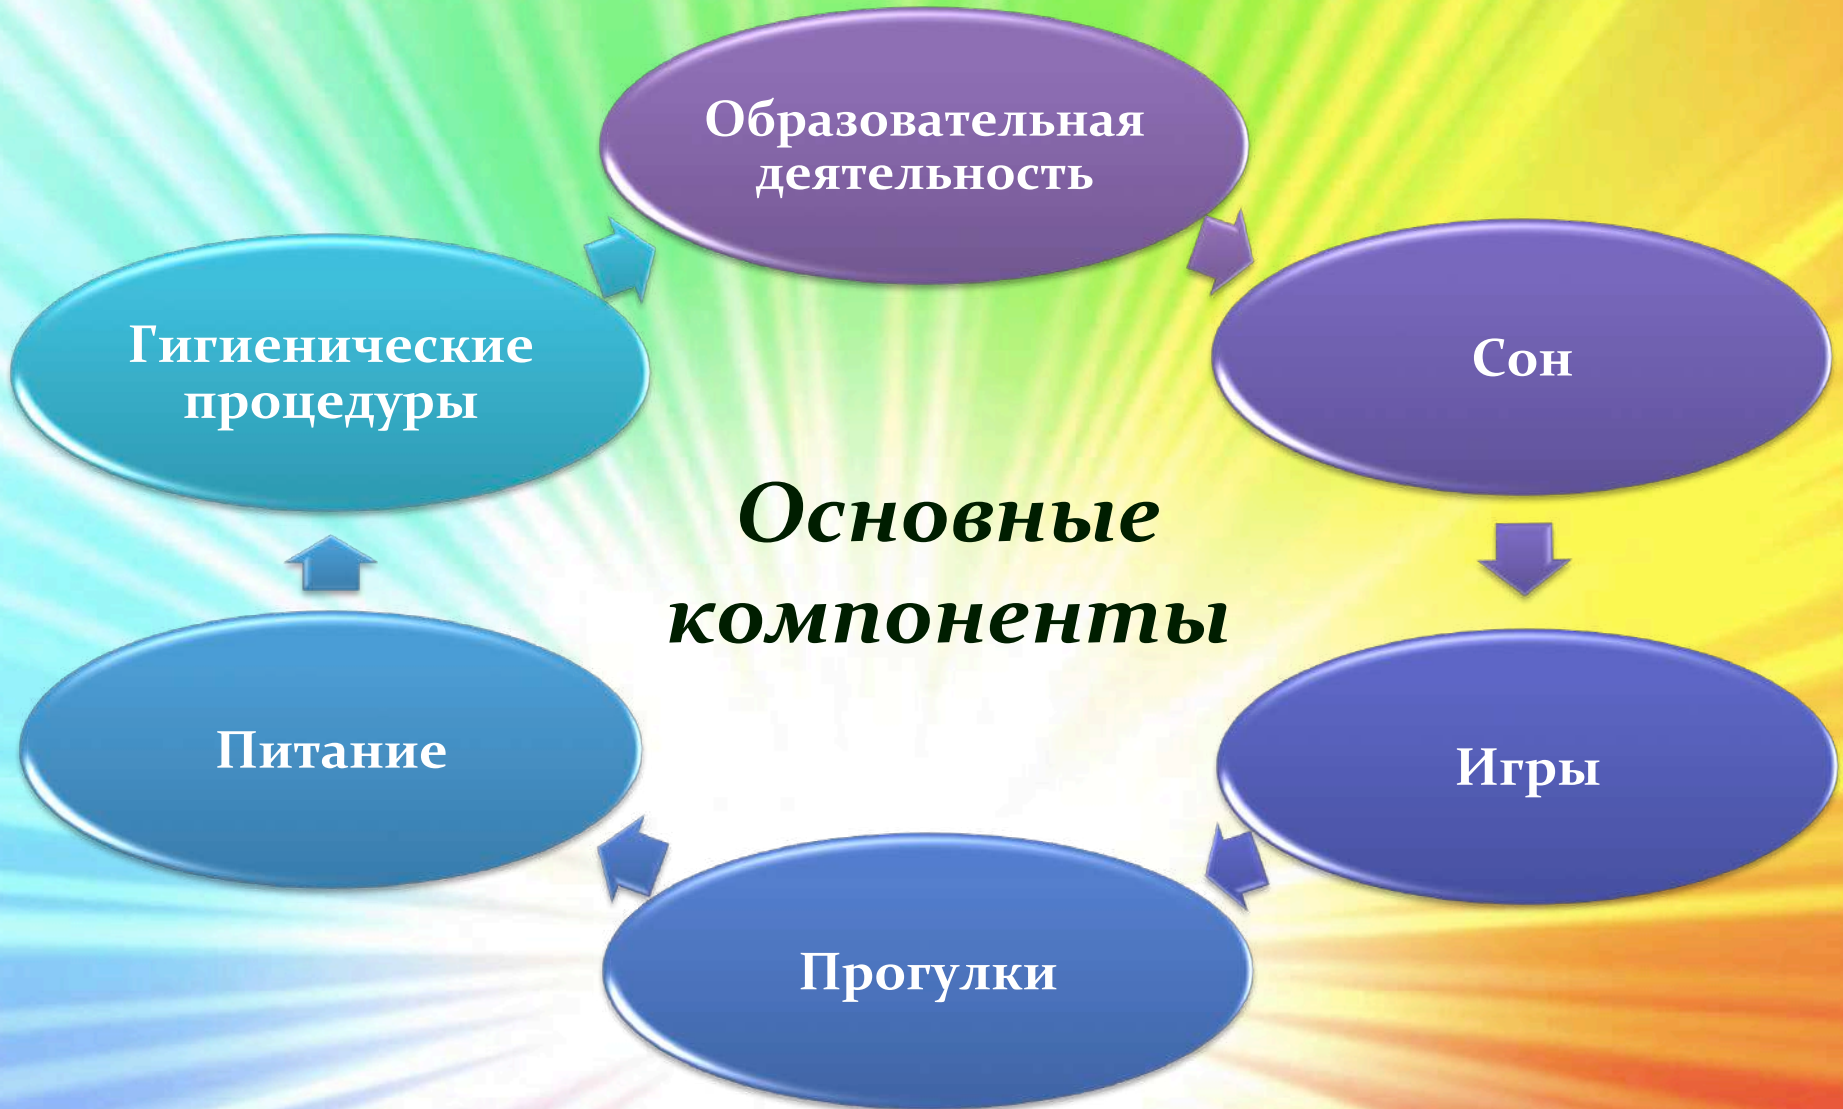 Образовательная
деятельность
Сон
Игры
Прогулки
Питание
Гигиенические
процедуры
Основные
компоненты